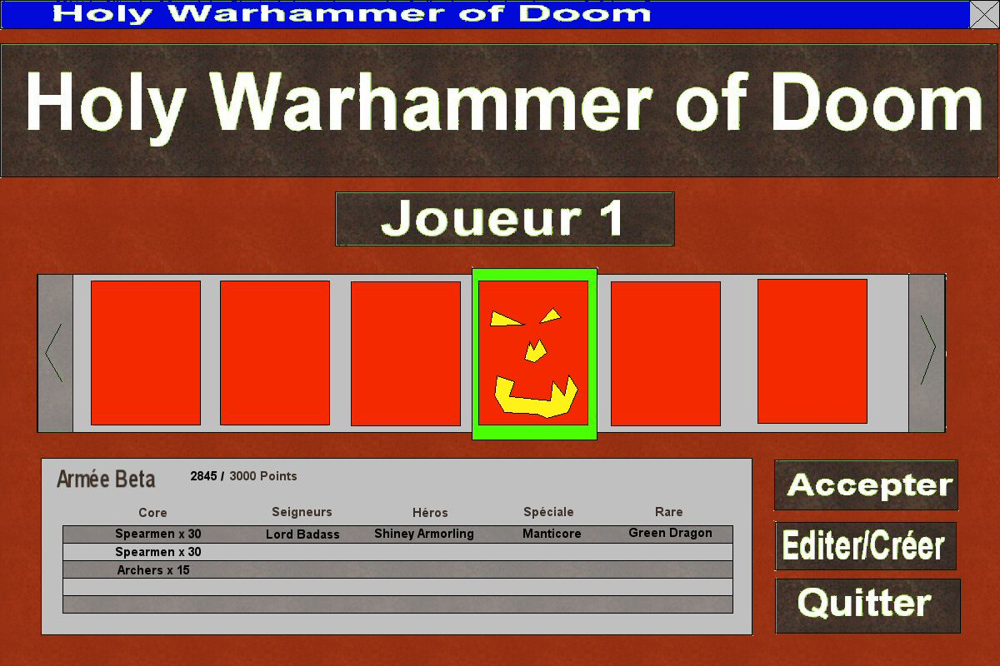 Holy Warhammer of Doom
Holy Warhammer of Doom
Joueur 1
Armée Beta 2845 / 3000 Points
Core Seigneurs Héros Spéciale Rare
Spearmen x 30 Lord Badass Shiney Armorling Manticore Green Dragon
Spearmen x 30
Archers x 15
Accepter
Editer/Créer
Quitter